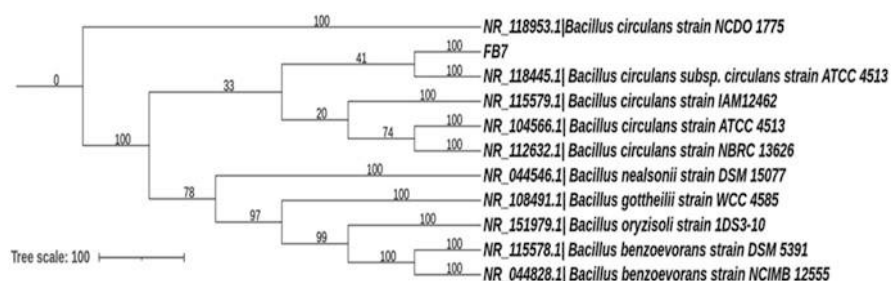 100 NR_118953.1|Bacillus circulans strain NCDO 1775
100 FB7
41
0 33 100 NR_118445.1| Bacillus circulans subsp. circulans strain ATCC 4513
100 NR_115579.1| Bacillus circulans strain IAM12462
20
100 NR_104566.1| Bacillus circulans strain ATCC 4513
100 74
100 NR_112632.1| Bacillus circulans strain NBRC 13626
100 NR_044546.1| Bacillus nealsonii strain DSM 15077
78
100 NR_108491.1| Bacillus gottheilii strain WCC 4585
97
100 NR_151979.1| Bacillus oryzisoli strain 1DS3-10
99
100 NR_115578.1| Bacillus benzoevorans strain DSM 5391
Tree scale: 100 100
100 NR_044828.1| Bacillus benzoevorans strain NCIMB 12555